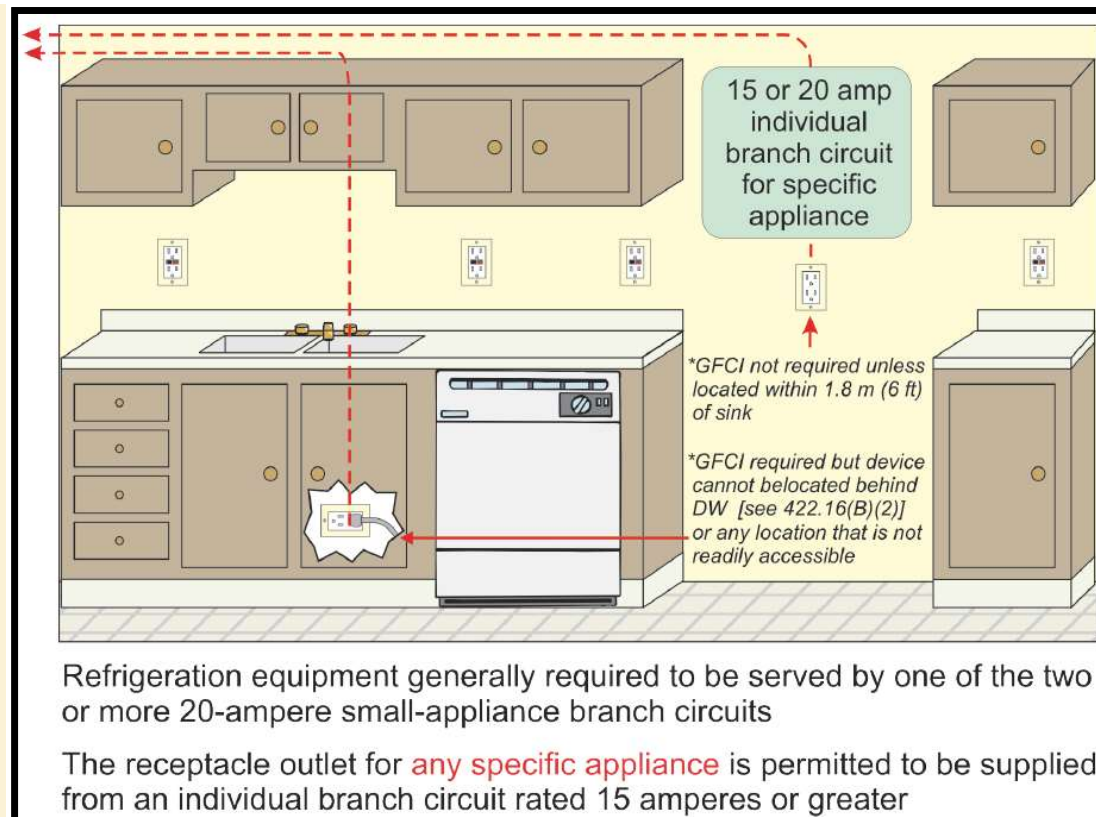 15 or 20 amp
individual
branch circuit
for specific
appliance
*GFCI not required unless
located within 1.8 m (6 ft)
of sink
*GFCI required but device
cannot belocated behind
DW [see 422.16(B)(2)]
or any location that is not
readily accessible
Refrigeration equipment generally required to be served by one of the two
or more 20-ampere small-appliance branch circuits
The receptacle outlet for any specific appliance is permitted to be supplied
from an individual branch circuit rated 15 amperes or greater